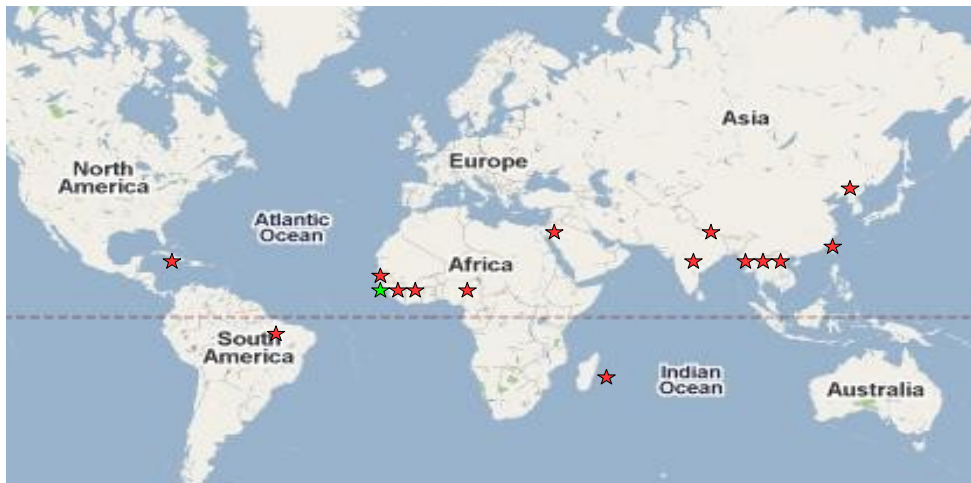 Asia
Europe
North
America
Atlantic
Ocean
Africa
South
America
Indian
Ocean
Australia